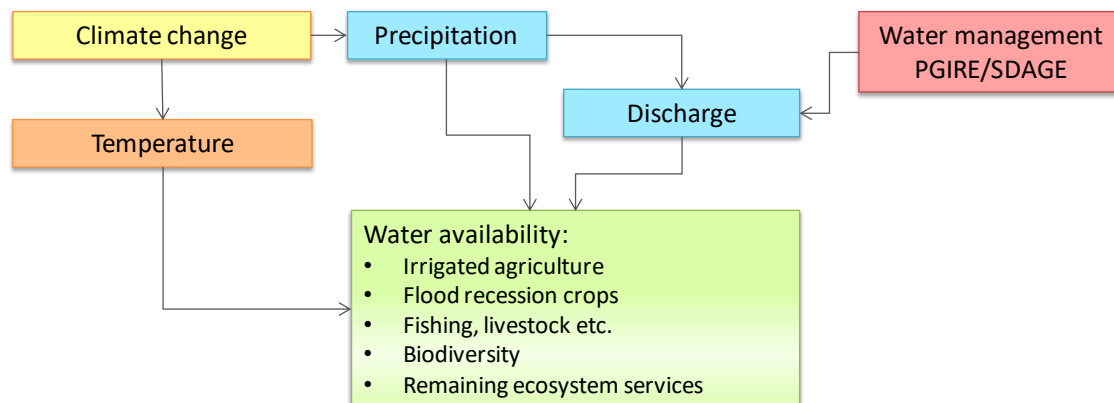 Climate change
Precipitation
Water management
PGIRE/SDAGE
Discharge
Temperature
Water availability:
• Irrigated agriculture
• Flood recession crops
• Fishing, livestock etc.
• Biodiversity
• Remaining ecosystem services